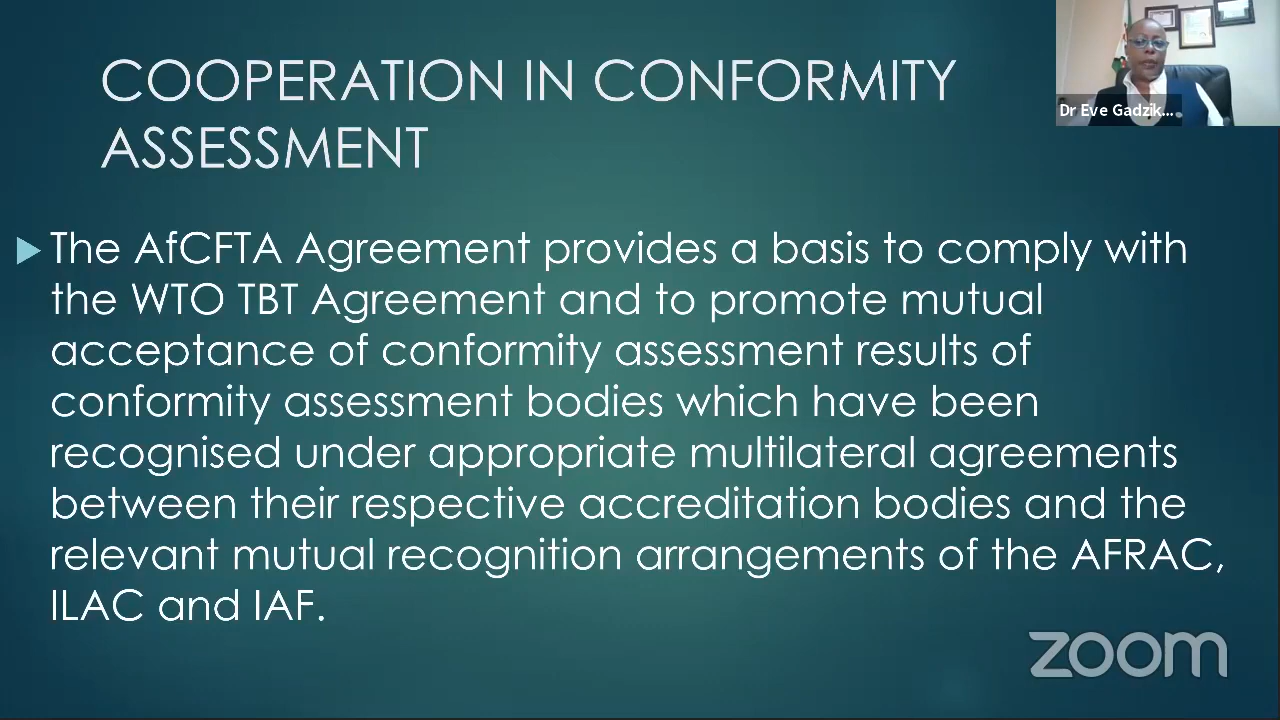 COOPERATION IN CONFORMITY
ASSESSMENT
Dr Eve Gadzik...
The AfCFTA Agreement provides a basis to comply with
the WTO TBT Agreement and to promote mutual
acceptance of conformity assessment results of
conformity assessment bodies which have been
recognised under appropriate multilateral agreements
between their respective accreditation bodies and the
relevant mutual recognition arrangements of the AFRAC,
ILAC and IAF.
zoom